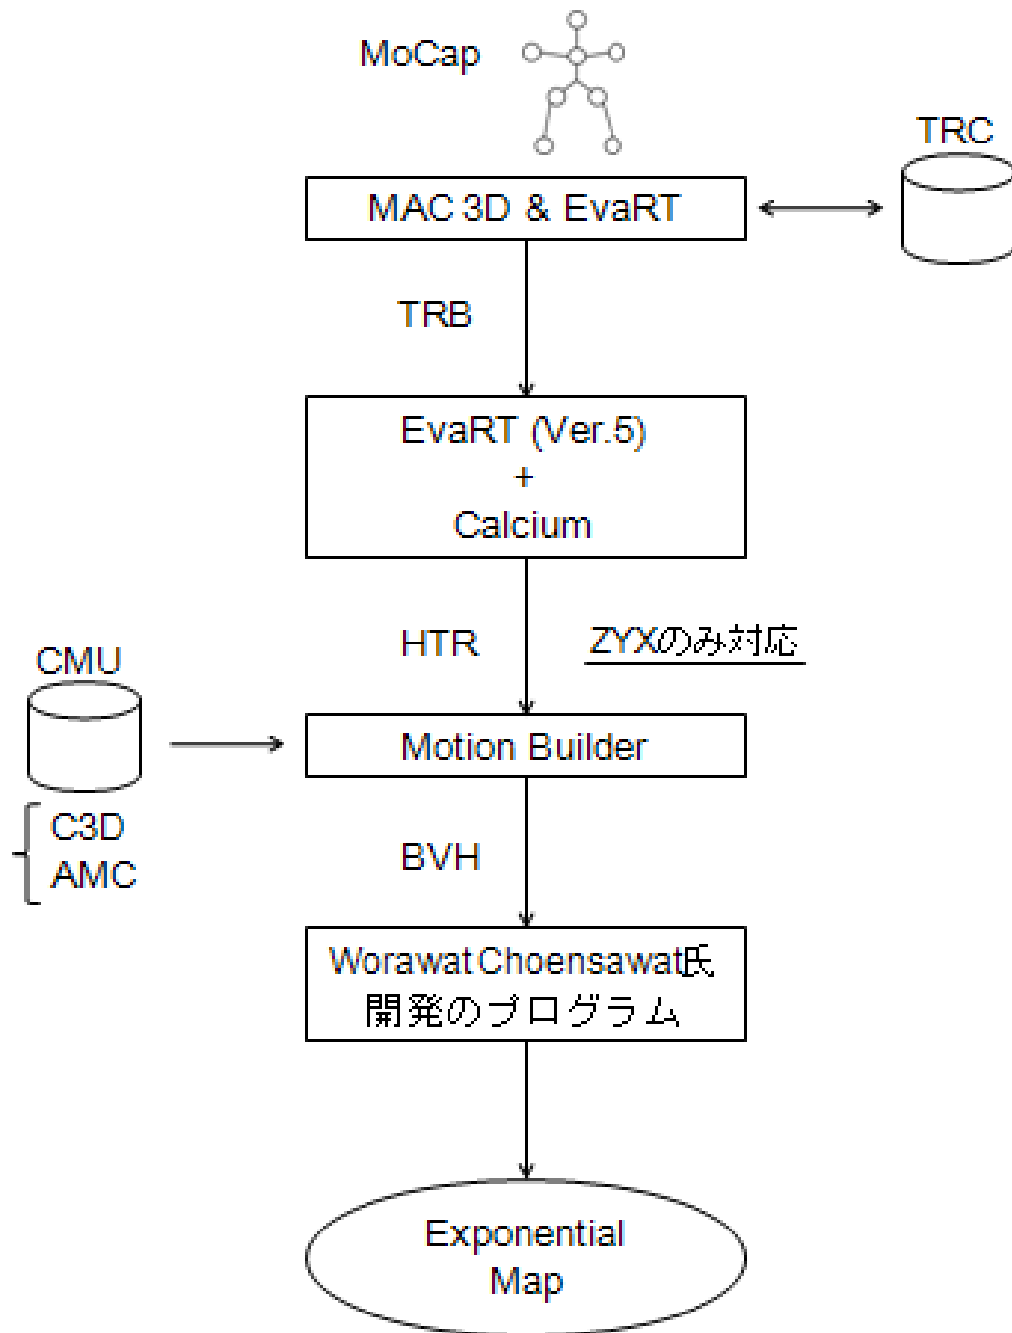 MoCap
TRC
MAC 3D & EvaRT
TRB
EvaRT (Ver.5)
+
Calcium
HTR
ZYXのみ対応
CMU
Motion Builder
C3D
AMC
BVH
Worawat Choensawat氏
開発のプログラム
Exponential
Map